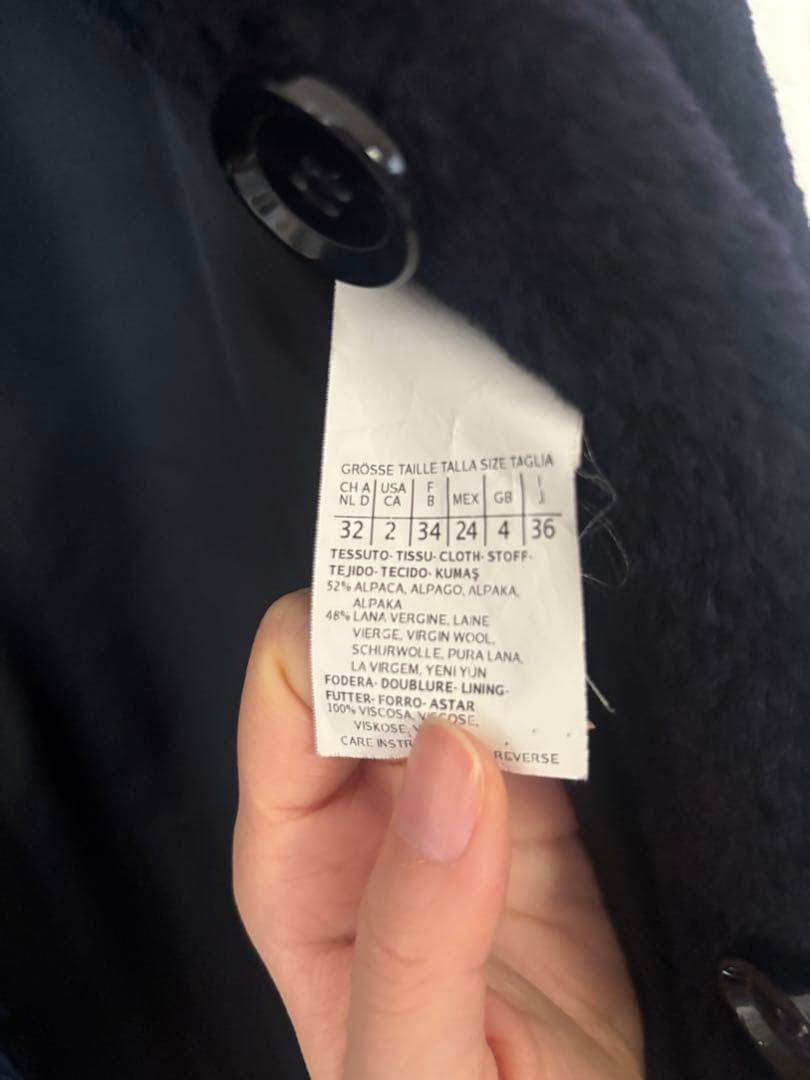 GRÖSSE TAILLE TALLA SIZE TAGLIA
CH A USA F MEX GB I
NL D CA B J
32 2 34 24 4 36
TESSUTO- TISSU- CLOTH- STOFF-
TEJIDO- TECIDO- KUMAŞ
52% ALPACA, ALPAGO, ALPAKA,
ALPAKA
48% LANA VERGINE, LAINE
VIERGE, VIRGIN WOOL,
SCHURWOLLE, PURA LANA,
LA VIRGEM, YENI YÜN
FODERA- DOUBLURE- LINING-
FUTTER- FORRO- ASTAR
100% VISCOSA, VISCOSE,
VISKOSE,
CARE REVERSE